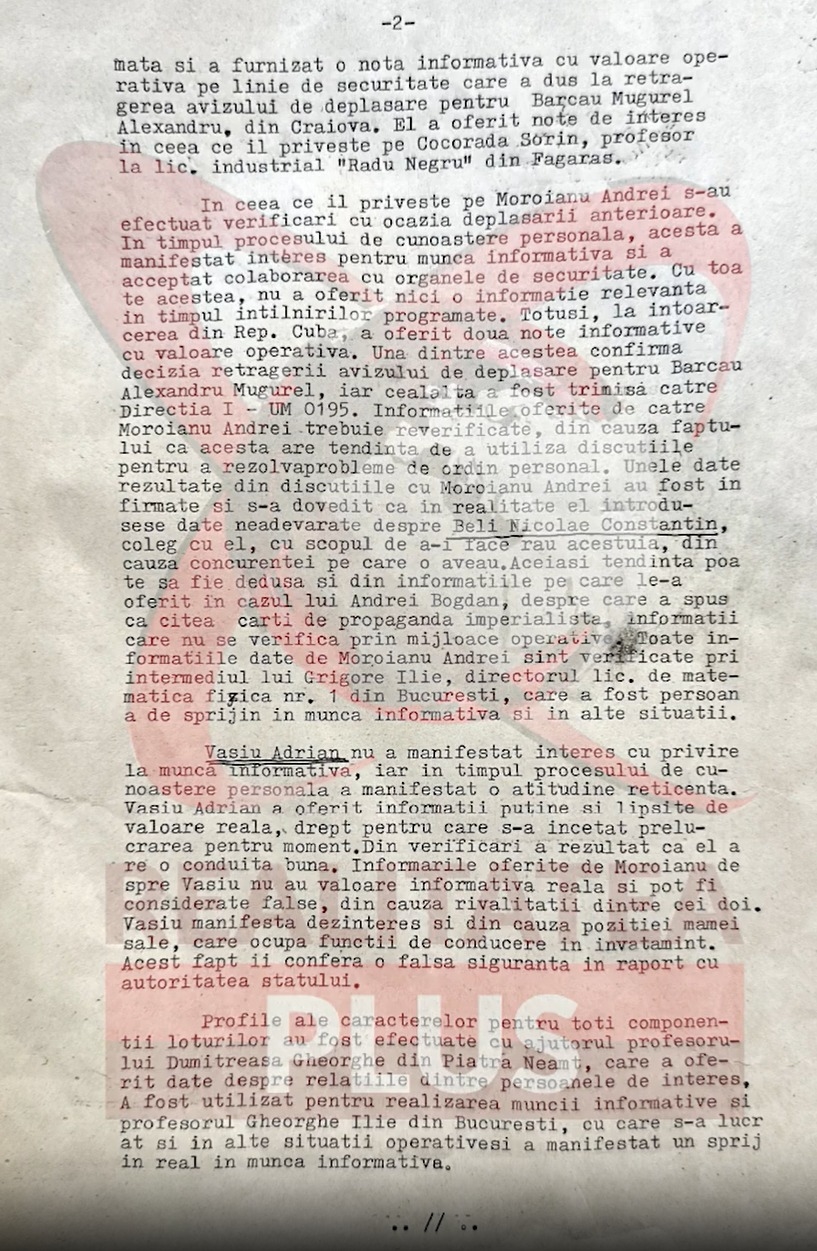 -2-
mata si a furnizat o nota informativa cu valoare ope-
rativa pe linie de securitate care a dus la retra-
gerea avizului de deplasare pentru Barcau Mugurel
Alexandru, din Craiova. El a oferit note de interes
in ceea ce il priveste pe Cocorada Sorin, profesor
la lic. industrial "Radu Negru" din Fagaras.
In ceea ce il priveste pe Moroianu Andrei s-au
efectuat verificari cu ocazia deplasarii anterioare.
In timpul procesului de cunoastere personala, acesta a
manifestat interes pentru munca informativa si a
acceptat colaborarea cu organele de securitate. Cu toa
te acestea, nu a oferit nici o informatie relevanta
in timpul intilnirilor programate. Totusi, la intoar-
cerea din Rep. Cuba, a oferit doua note informative
cu valoare operativa. Una dintre acestea confirma
decizia retragerii avizului de deplasare pentru Barcau
Alexandru Mugurel, iar cealalta a fost trimisa catre
Directia I - UM 0195. Informatiile oferite de catre
Moroianu Andrei trebuie reverificate, din cauza faptu-
lui ca acesta are tendinta de a utiliza discutiile
pentru a rezolvaprobleme de ordin personal. Unele date
rezultate din discutiile cu Moroianu Andrei au fost in
firmate si s-a dovedit ca in realitate el introdu-
sese date neadevarate despre Beli Nicolae Constantin,
coleg cu el, cu scopul de a-i face rau acestuia, din
cauza concurentei pe care o aveau.Aceiasi tendinta poa
te sa fie dedusa si din informatiile pe care le-a
oferit in cazul lui Andrei Bogdan, despre care a spus
ca citea carti de propaganda imperialista, informatii
care nu se verifica prin mijloace operative. Toate in-
formatiile date de Moroianu Andrei sint verificate pri
intermediul lui Grigore Ilie, directorul lic. de mate-
matica fizica nr. 1 din Bucuresti, care a fost persoan
a de sprijin in munca informativa si in alte situatii.
Vasiu Adrian nu a manifestat interes cu privire
la munca informativa, iar in timpul procesului de cu-
noastere personala a manifestat o atitudine reticenta.
Vasiu Adrian a oferit informatii putine si lipsite de
valoare reala, drept pentru care s-a incetat prelu-
crarea pentru moment.Din verificari a rezultat ca el a
re o conduita buna. Informarile oferite de Moroianu de
spre Vasiu nu au valoare informativa reala si pot fi
considerate false, din cauza rivalitatii dintre cei doi.
Vasiu manifesta dezinteres si din cauza pozitiei mamei
sale, care ocupa functii de conducere in invatamint.
Acest fapt ii confera o falsa siguranta in raport cu
autoritatea statului.
PLUS
Profile ale caracterelor pentru toti componen-
tii loturilor au fost efectuate cu ajutorul profesoru-
lui Dumitreasa Gheorghe din Piatra Neamt, care a ofe-
rit date despre relatiile dintre persoanele de interes.
A fost utilizat pentru realizarea muncii informative si
profesorul Gheorghe Ilie din Bucuresti, cu care s-a lucr
at si in alte situatii operativesi a manifestat un sprij
in real in munca informativa.
.. // ..